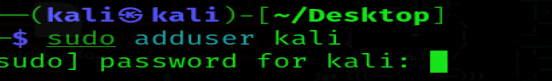 ──(kali㉿kali)-[~/Desktop]
─$ sudo adduser kali
sudo] password for kali: